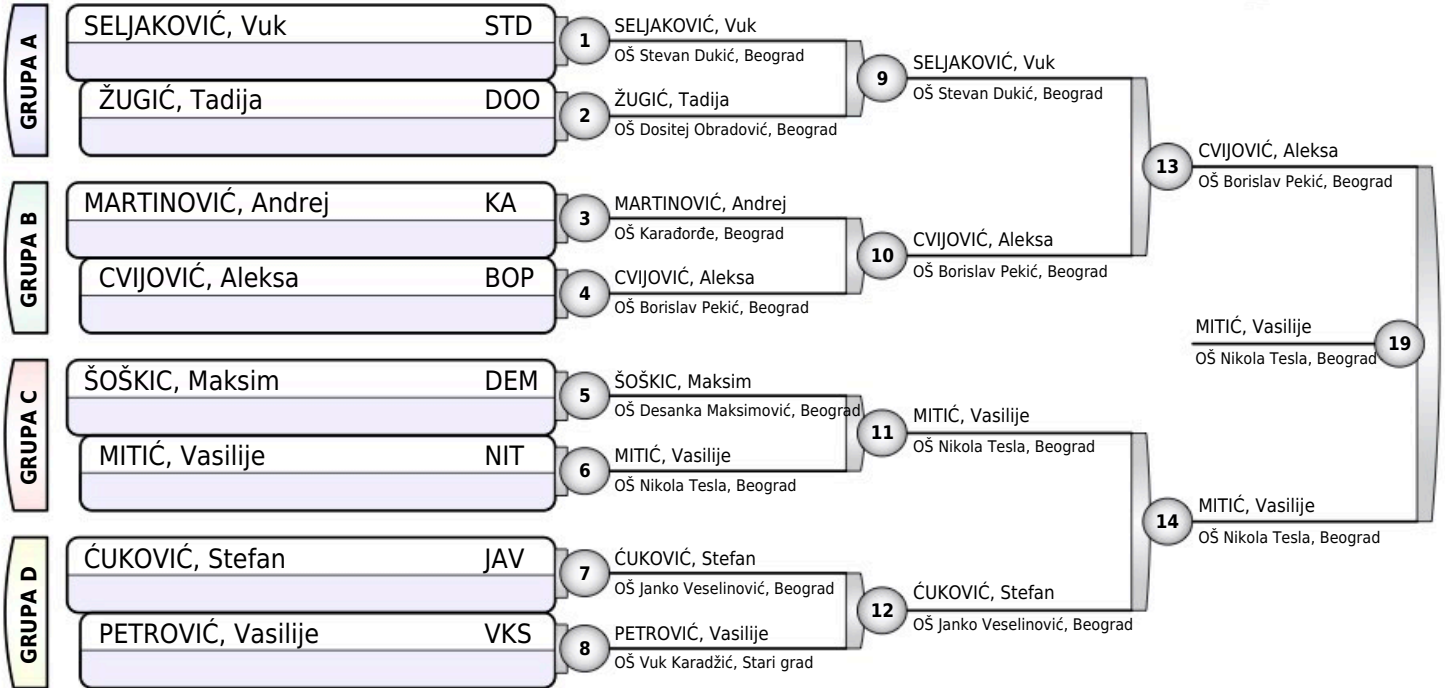 GRUPA A
SELJAKOVIĆ, Vuk STD
ŽUGIĆ, Tadija DOO
GRUPA B
MARTINOVIĆ, Andrej KA
CVIJOVIĆ, Aleksa BOP
GRUPA C
ŠOŠKIC, Maksim DEM
MITIĆ, Vasilije NIT
GRUPA D
ĆUKOVIĆ, Stefan JAV
PETROVIĆ, Vasilije VKS
1
SELJAKOVIĆ, Vuk
OŠ Stevan Dukić, Beograd
2
ŽUGIĆ, Tadija
OŠ Dositej Obradović, Beograd
3
MARTINOVIĆ, Andrej
OŠ Karađorđe, Beograd
4
CVIJOVIĆ, Aleksa
OŠ Borislav Pekić, Beograd
5
ŠOŠKIC, Maksim
OŠ Desanka Maksimović, Beograd
6
MITIĆ, Vasilije
OŠ Nikola Tesla, Beograd
7
ĆUKOVIĆ, Stefan
OŠ Janko Veselinović, Beograd
8
PETROVIĆ, Vasilije
OŠ Vuk Karadžić, Stari grad
9
SELJAKOVIĆ, Vuk
OŠ Stevan Dukić, Beograd
10
CVIJOVIĆ, Aleksa
OŠ Borislav Pekić, Beograd
11
MITIĆ, Vasilije
OŠ Nikola Tesla, Beograd
12
ĆUKOVIĆ, Stefan
OŠ Janko Veselinović, Beograd
13
CVIJOVIĆ, Aleksa
OŠ Borislav Pekić, Beograd
14
MITIĆ, Vasilije
OŠ Nikola Tesla, Beograd
19
MITIĆ, Vasilije
OŠ Nikola Tesla, Beograd